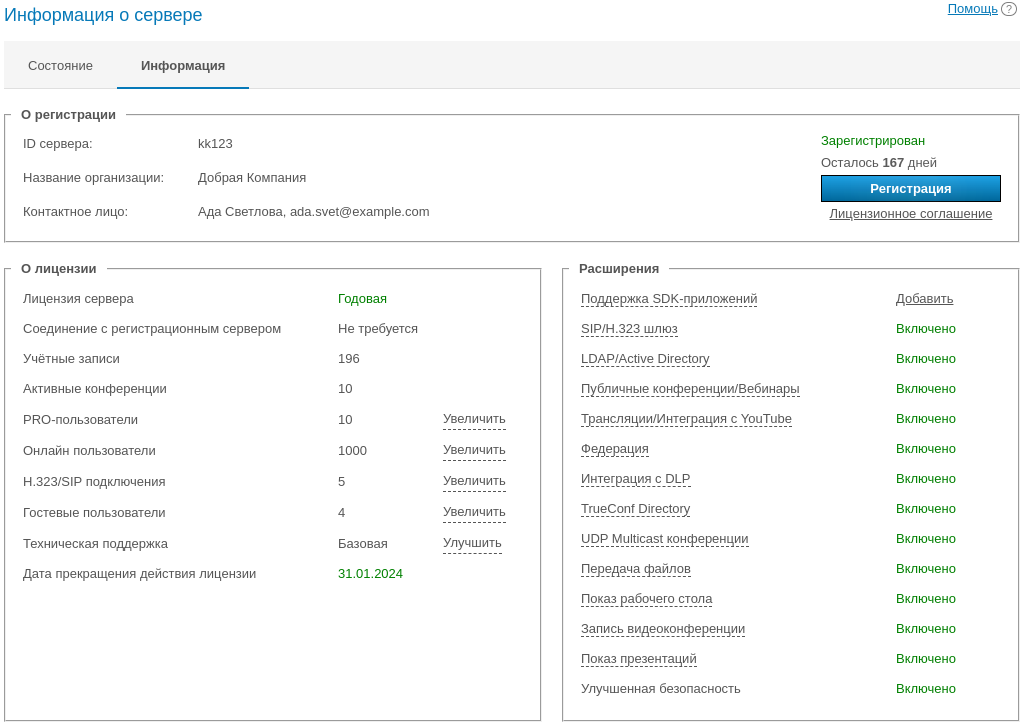 Информация о сервере
Помощь ?
Состояние Информация
О регистрации
ID сервера: kk123
Название организации: Добрая Компания
Контактное лицо: Ада Светлова, ada.svet@example.com
Зарегистрирован
Осталось 167 дней
Регистрация
Лицензионное соглашение
О лицензии
Лицензия сервера Годовая
Соединение с регистрационным сервером Не требуется
Учётные записи 196
Активные конференции 10
PRO-пользователи 10 Увеличить
Онлайн пользователи 1000 Увеличить
H.323/SIP подключения 5 Увеличить
Гостевые пользователи 4 Увеличить
Техническая поддержка Базовая Улучшить
Дата прекращения действия лицензии 31.01.2024
Расширения
Поддержка SDK-приложений Добавить
SIP/H.323 шлюз Включено
LDAP/Active Directory Включено
Публичные конференции/Вебинары Включено
Трансляции/Интеграция с YouTube Включено
Федерация Включено
Интеграция с DLP Включено
TrueConf Directory Включено
UDP Multicast конференции Включено
Передача файлов Включено
Показ рабочего стола Включено
Запись видеоконференции Включено
Показ презентаций Включено
Улучшенная безопасность Включено